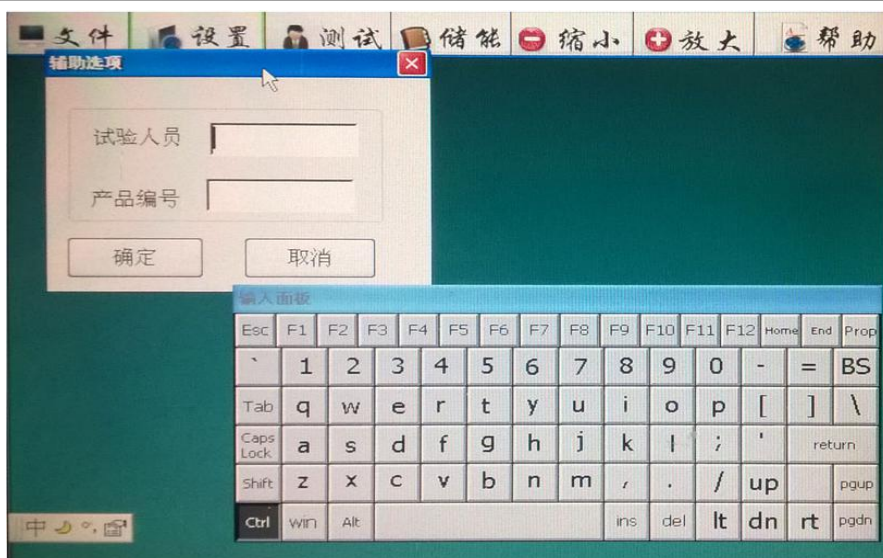 文件 设置 测试 储能 缩小 放大 帮助
辅助选项
试验人员
产品编号
确定 取消
输入面板
Esc F1 F2 F3 F4 F5 F6 F7 F8 F9 F10 F11 F12 Home End Prop
` 1 2 3 4 5 6 7 8 9 0 - = BS
Tab q w e r t y u i o p [ ] \
Caps Lock a s d f g h j k l ; ' return
Shift z x c v b n m , . / up pgup
Ctrl win Alt ins del lt dn rt pgdn
中